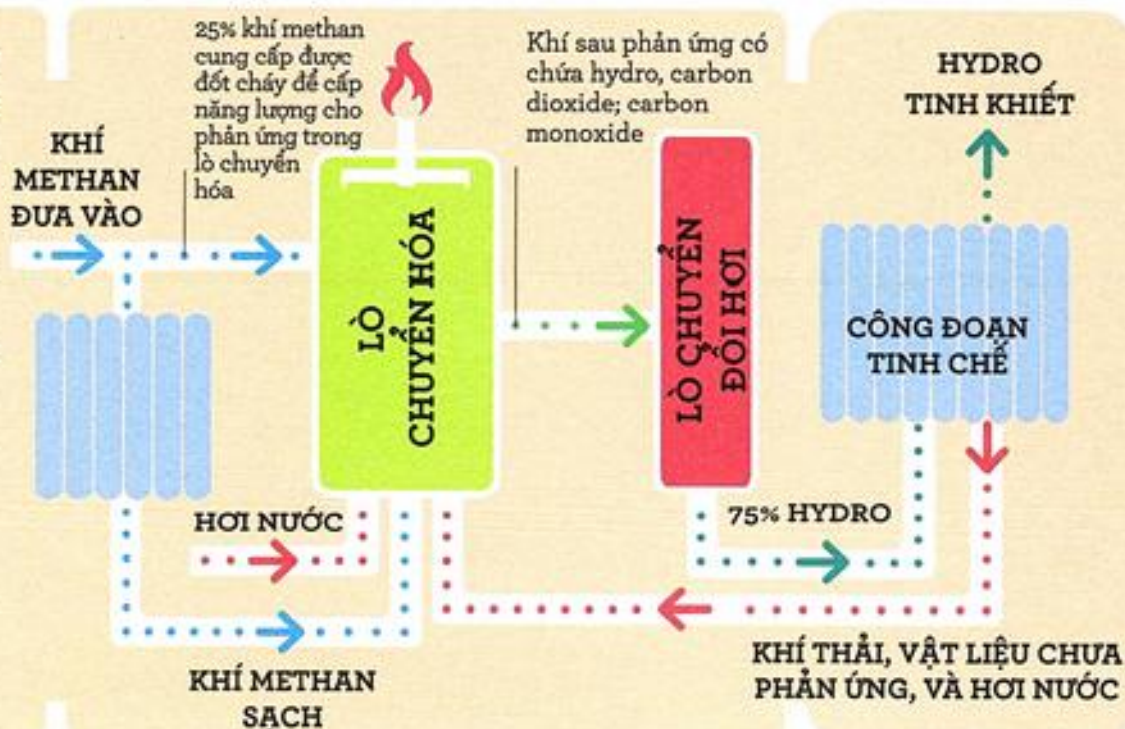 KHÍ
METHAN
ĐƯA VÀO
25% khí methan
cung cấp được
đốt cháy để cấp
năng lượng cho
phản ứng trong
lò chuyển
hóa
LÒ
CHUYỂN HÓA
Khí sau phản ứng có
chứa hydro, carbon
dioxide; carbon
monoxide
LÒ CHUYỂN
ĐỔI HƠI
HYDRO
TINH KHIẾT
CÔNG ĐOẠN
TINH CHẾ
HƠI NƯỚC
75% HYDRO
KHÍ METHAN
SẠCH
KHÍ THẢI, VẬT LIỆU CHƯA
PHẢN ỨNG, VÀ HƠI NƯỚC